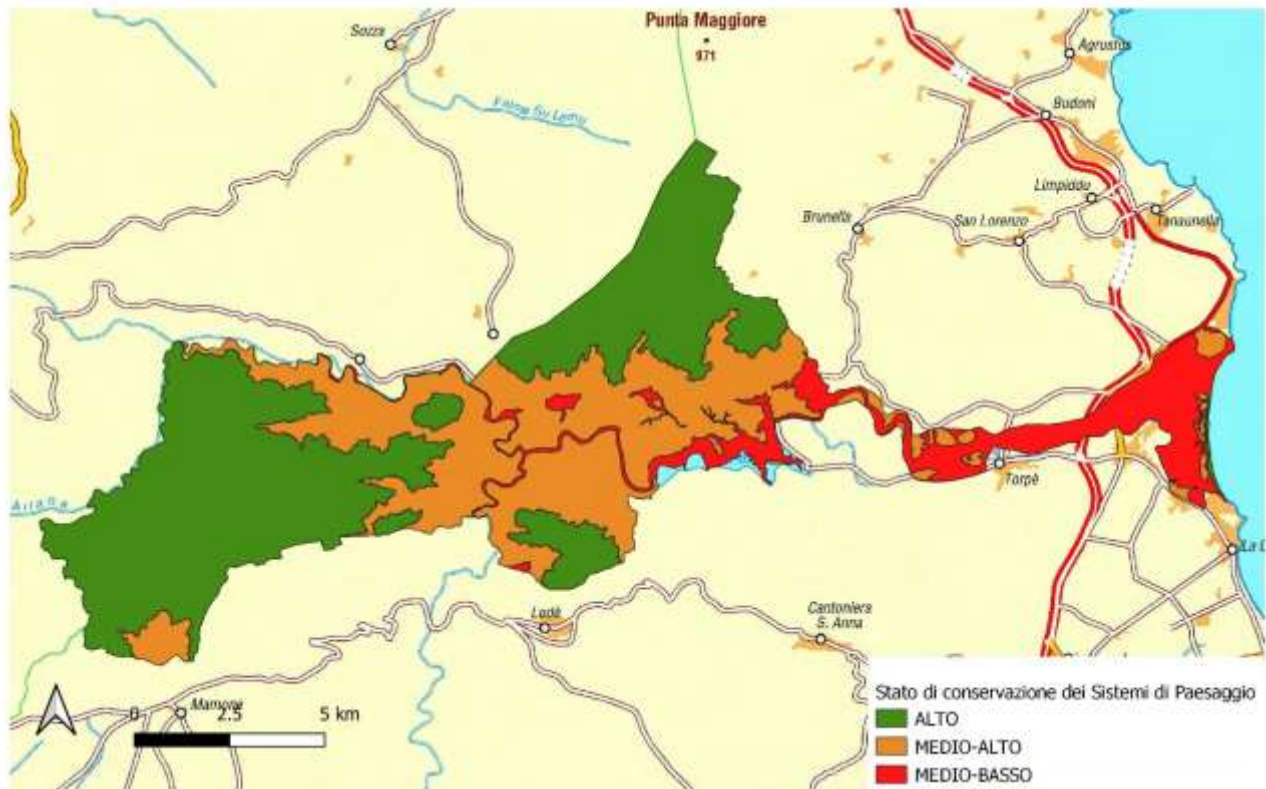 Punta Maggiore
971
Sozza
Agrustos
Budoni
Limpiddu
Brunella
San Lorenzo
Tanaunella
Torpè
Lodè
Cantoniera
S. Anna
Mamone
0 2.5 5 km
Stato di conservazione dei Sistemi di Paesaggio
ALTO
MEDIO-ALTO
MEDIO-BASSO